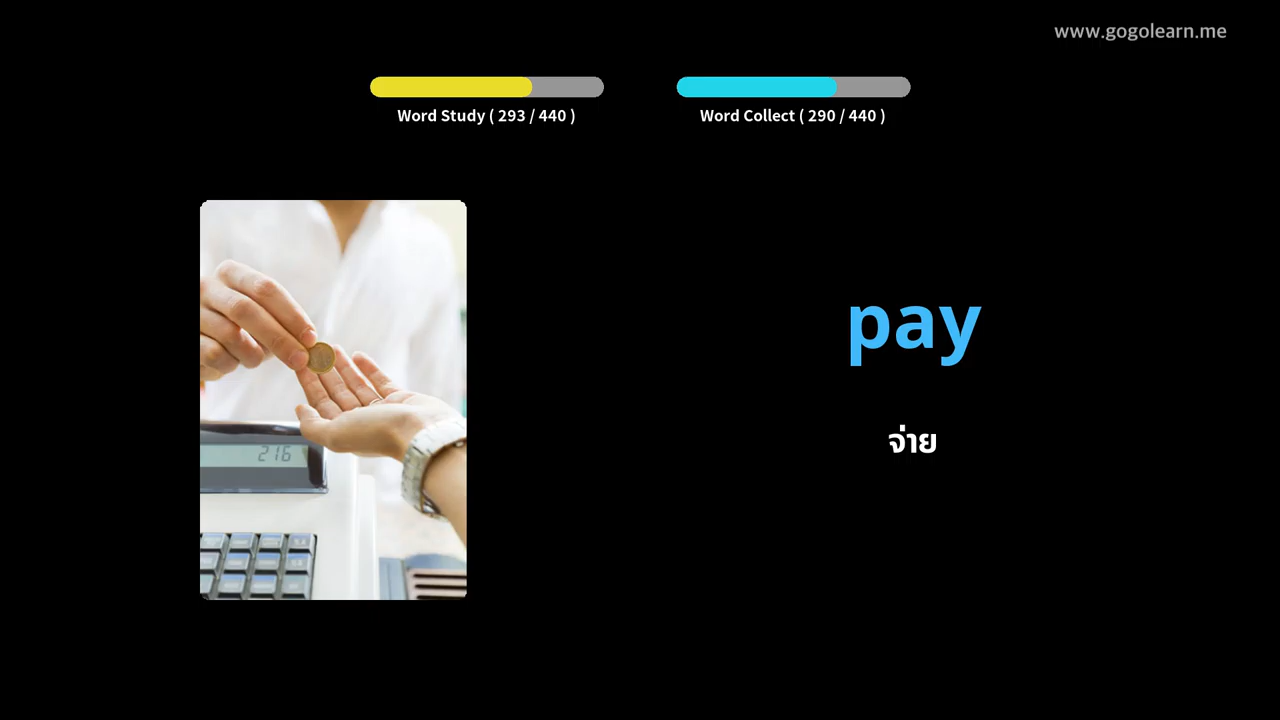 www.gogolearn.me
Word Study ( 293 / 440 )
Word Collect ( 290 / 440 )
216
pay
จ่าย